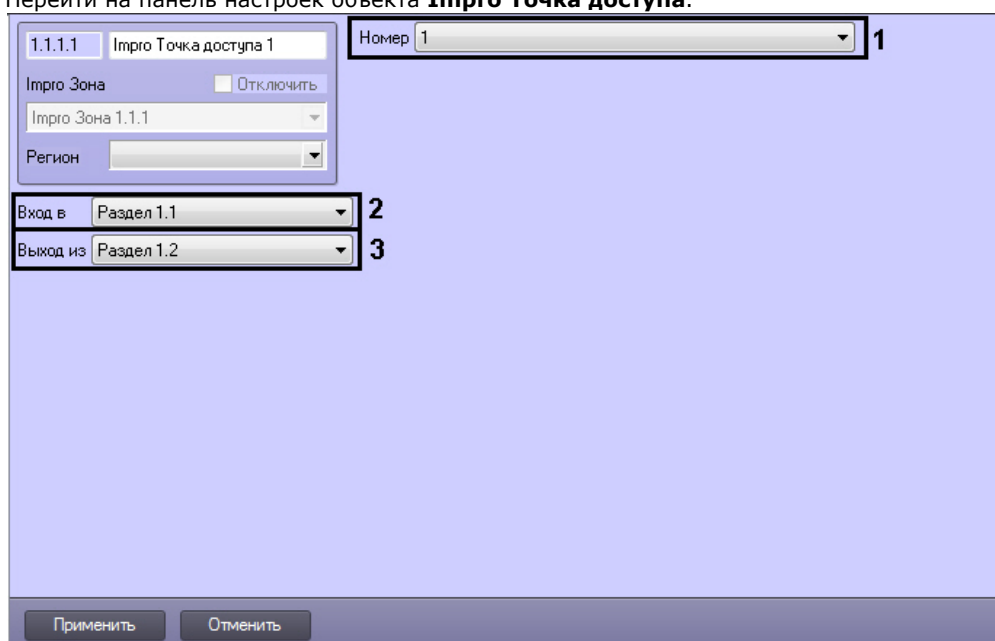 Перейти на панель настроек объекта Impro Точка доступа.
1.1.1.1 Impro Точка доступа 1
Номер 1
1
Impro Зона Отключить
Impro Зона 1.1.1
Регион
Вход в Раздел 1.1
2
Выход из Раздел 1.2
3
Применить Отменить